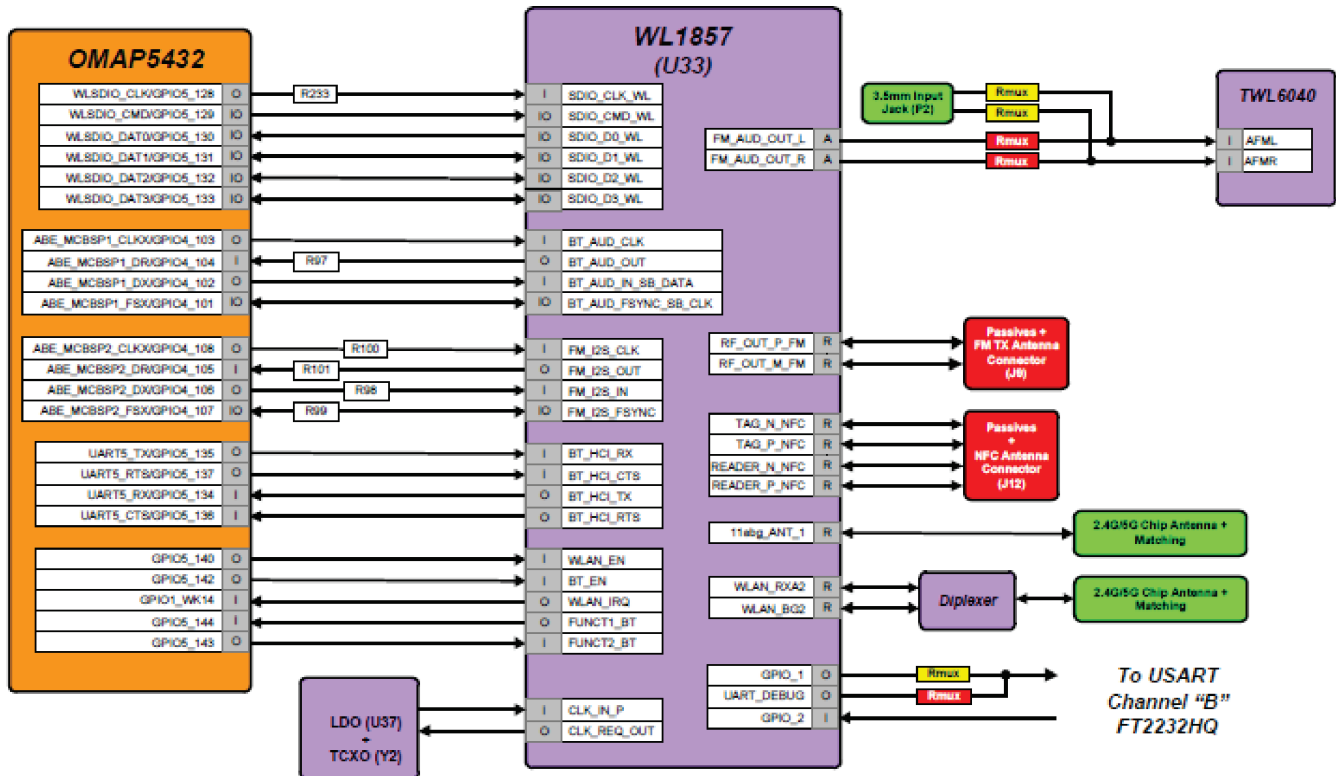 OMAP5432
WLSDIO_CLK/GPIO5_128 O
WLSDIO_CMD/GPIO5_129 IO
WLSDIO_DAT0/GPIO5_130 IO
WLSDIO_DAT1/GPIO5_131 IO
WLSDIO_DAT2/GPIO5_132 IO
WLSDIO_DAT3/GPIO5_133 IO
ABE_MCBSP1_CLKX/GPIO4_103 O
ABE_MCBSP1_DR/GPIO4_104 I
ABE_MCBSP1_DX/GPIO4_102 O
ABE_MCBSP1_FSX/GPIO4_101 IO
ABE_MCBSP2_CLKX/GPIO4_108 O
ABE_MCBSP2_DR/GPIO4_105 I
ABE_MCBSP2_DX/GPIO4_106 O
ABE_MCBSP2_FSX/GPIO4_107 IO
UART5_TX/GPIO5_135 O
UART5_RTS/GPIO5_137 O
UART5_RX/GPIO5_134 I
UART5_CTS/GPIO5_136 I
GPIO5_140 O
GPIO5_142 O
GPIO1_WK14 I
GPIO5_144 I
GPIO5_143 O
R233
R97
R100
R101
R98
R99
LDO (U37)
+
TCXO (Y2)
WL1857
(U33)
I SDIO_CLK_WL
IO SDIO_CMD_WL
IO SDIO_D0_WL
IO SDIO_D1_WL
IO SDIO_D2_WL
IO SDIO_D3_WL
I BT_AUD_CLK
O BT_AUD_OUT
I BT_AUD_IN_SB_DATA
IO BT_AUD_FSYNC_SB_CLK
I FM_I2S_CLK
O FM_I2S_OUT
I FM_I2S_IN
IO FM_I2S_FSYNC
I BT_HCI_RX
I BT_HCI_CTS
O BT_HCI_TX
O BT_HCI_RTS
I WLAN_EN
I BT_EN
O WLAN_IRQ
O FUNCT1_BT
I FUNCT2_BT
I CLK_IN_P
O CLK_REQ_OUT
FM_AUD_OUT_L A
FM_AUD_OUT_R A
RF_OUT_P_FM R
RF_OUT_M_FM R
TAG_N_NFC R
TAG_P_NFC R
READER_N_NFC R
READER_P_NFC R
11abg_ANT_1 R
WLAN_RXA2 R
WLAN_BG2 R
GPIO_1 O
UART_DEBUG O
GPIO_2 I
3.5mm Input
Jack (P2)
Rmux
Rmux
Rmux
Rmux
TWL6040
I AFML
I AFMR
Passives +
FM TX Antenna
Connector
(J9)
Passives
+
NFC Antenna
Connector
(J12)
2.4G/5G Chip Antenna +
Matching
Diplexer
2.4G/5G Chip Antenna +
Matching
Rmux
Rmux
To USART
Channel “B”
FT2232HQ